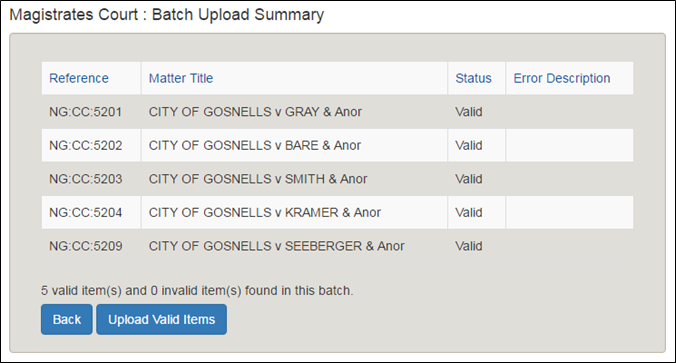 Magistrates Court : Batch Upload Summary
Reference Matter Title Status Error Description
NG:CC:5201 CITY OF GOSNELLS v GRAY & Anor Valid
NG:CC:5202 CITY OF GOSNELLS v BARE & Anor Valid
NG:CC:5203 CITY OF GOSNELLS v SMITH & Anor Valid
NG:CC:5204 CITY OF GOSNELLS v KRAMER & Anor Valid
NG:CC:5209 CITY OF GOSNELLS v SEEBERGER & Anor Valid
5 valid item(s) and 0 invalid item(s) found in this batch.
Back Upload Valid Items